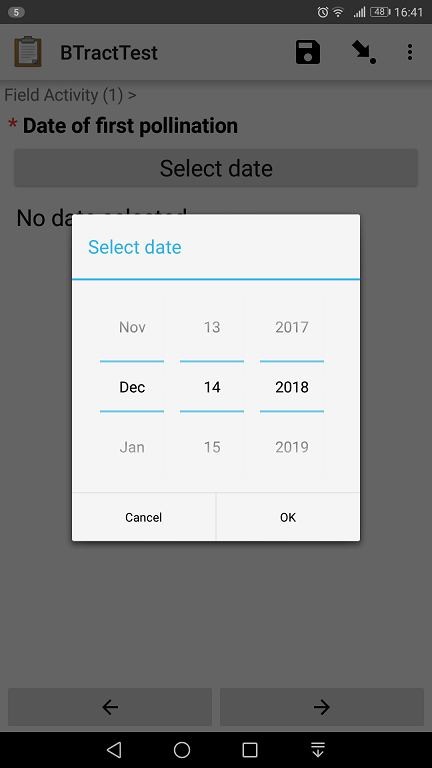 5 48 16:41
BTractTest
Field Activity (1) >
* Date of first pollination
Select date
No date selected
Select date
Nov 13 2017
Dec 14 2018
Jan 15 2019
Cancel OK